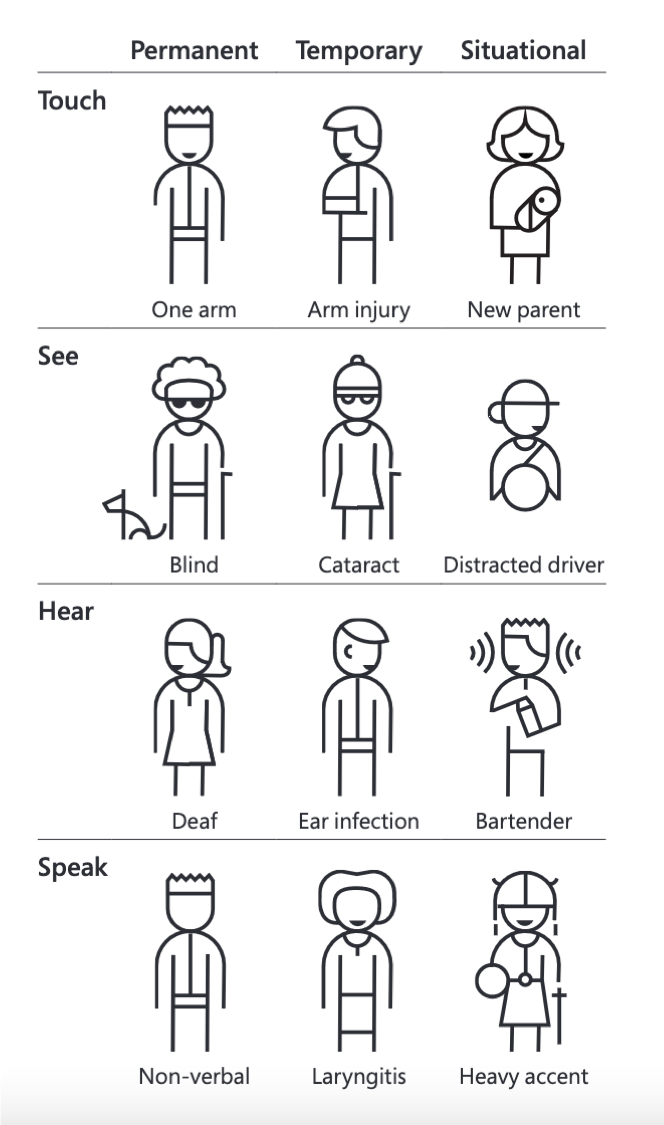 Permanent Temporary Situational
Touch
One arm Arm injury New parent
See
Blind Cataract Distracted driver
Hear
Deaf Ear infection Bartender
Speak
Non-verbal Laryngitis Heavy accent